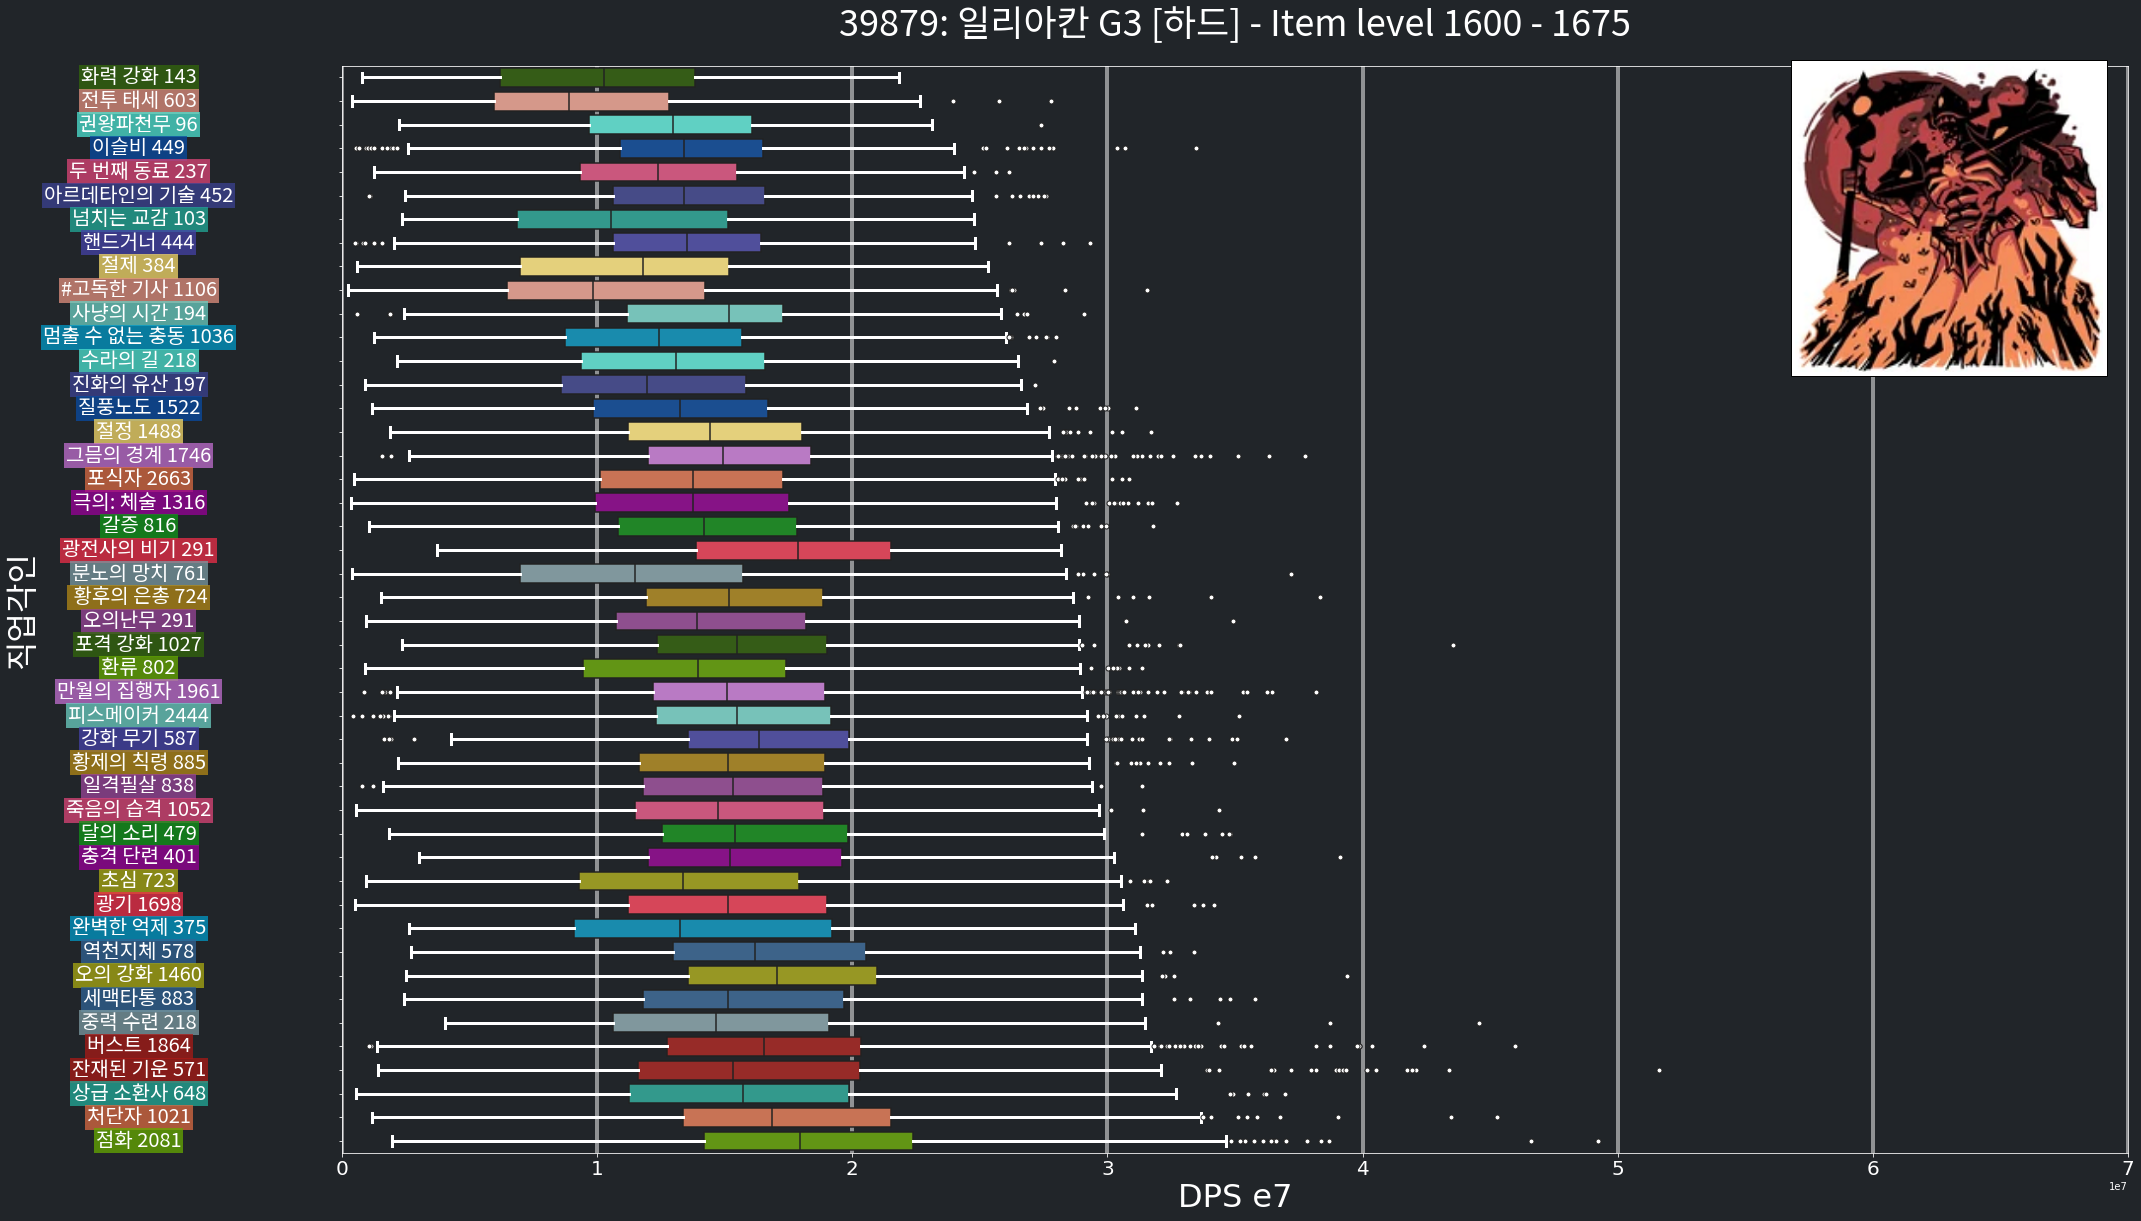 39879: 일리아칸 G3 [하드] - Item level 1600 - 1675
직업각인
화력 강화 143
전투 태세 603
권왕파천무 96
이슬비 449
두 번째 동료 237
아르데타인의 기술 452
넘치는 교감 103
핸드거너 444
절제 384
#고독한 기사 1106
사냥의 시간 194
멈출 수 없는 충동 1036
수라의 길 218
진화의 유산 197
질풍노도 1522
절정 1488
그믐의 경계 1746
포식자 2663
극의: 체술 1316
갈증 816
광전사의 비기 291
분노의 망치 761
황후의 은총 724
오의난무 291
포격 강화 1027
환류 802
만월의 집행자 1961
피스메이커 2444
강화 무기 587
황제의 칙령 885
일격필살 838
죽음의 습격 1052
달의 소리 479
충격 단련 401
초심 723
광기 1698
완벽한 억제 375
역천지체 578
오의 강화 1460
세맥타통 883
중력 수련 218
버스트 1864
잔재된 기운 571
상급 소환사 648
처단자 1021
점화 2081
0 1 2 3 4 5 6 7
1e7
DPS e7